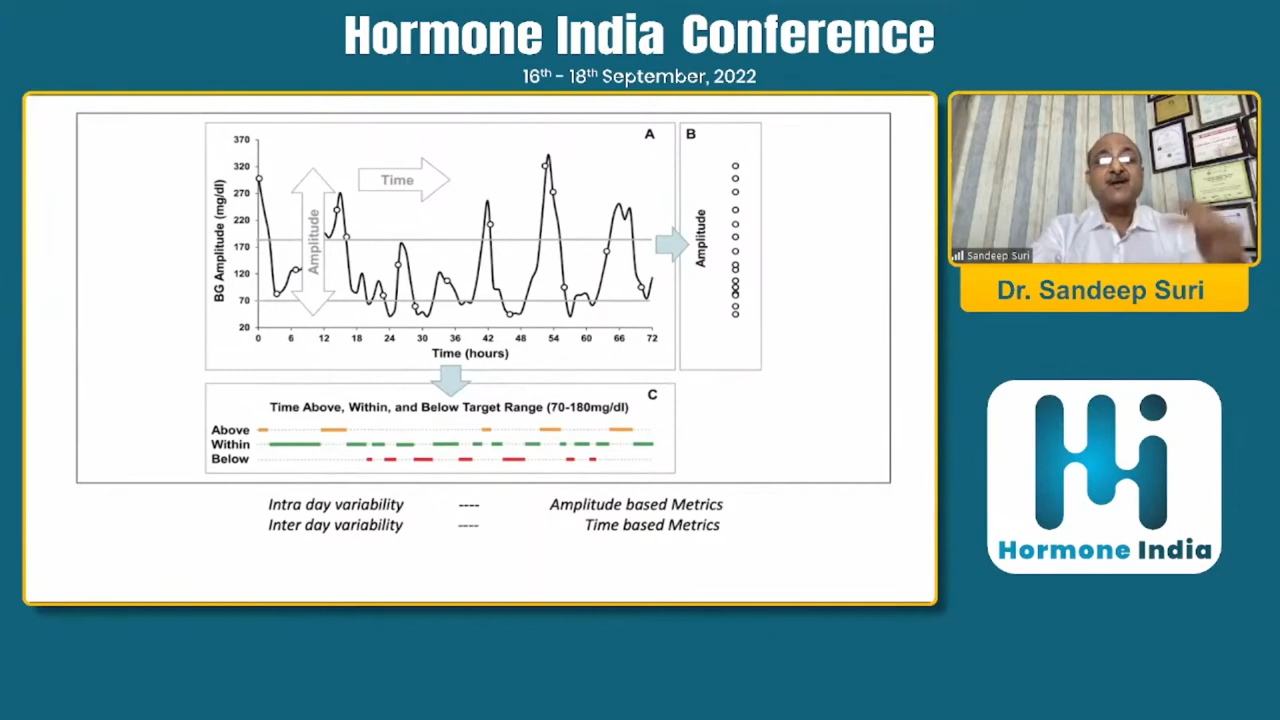 Hormone India Conference
16th - 18th September, 2022
A
B
370
320
270
220
170
120
70
20
BG Amplitude (mg/dl)
Time
Amplitude
0 6 12 18 24 30 36 42 48 54 60 66 72
Time (hours)
Amplitude
C
Time Above, Within, and Below Target Range (70-180mg/dl)
Above
Within
Below
Intra day variability ---- Amplitude based Metrics
Inter day variability ---- Time based Metrics
Sandeep Suri
Dr. Sandeep Suri
Hi
Hormone India